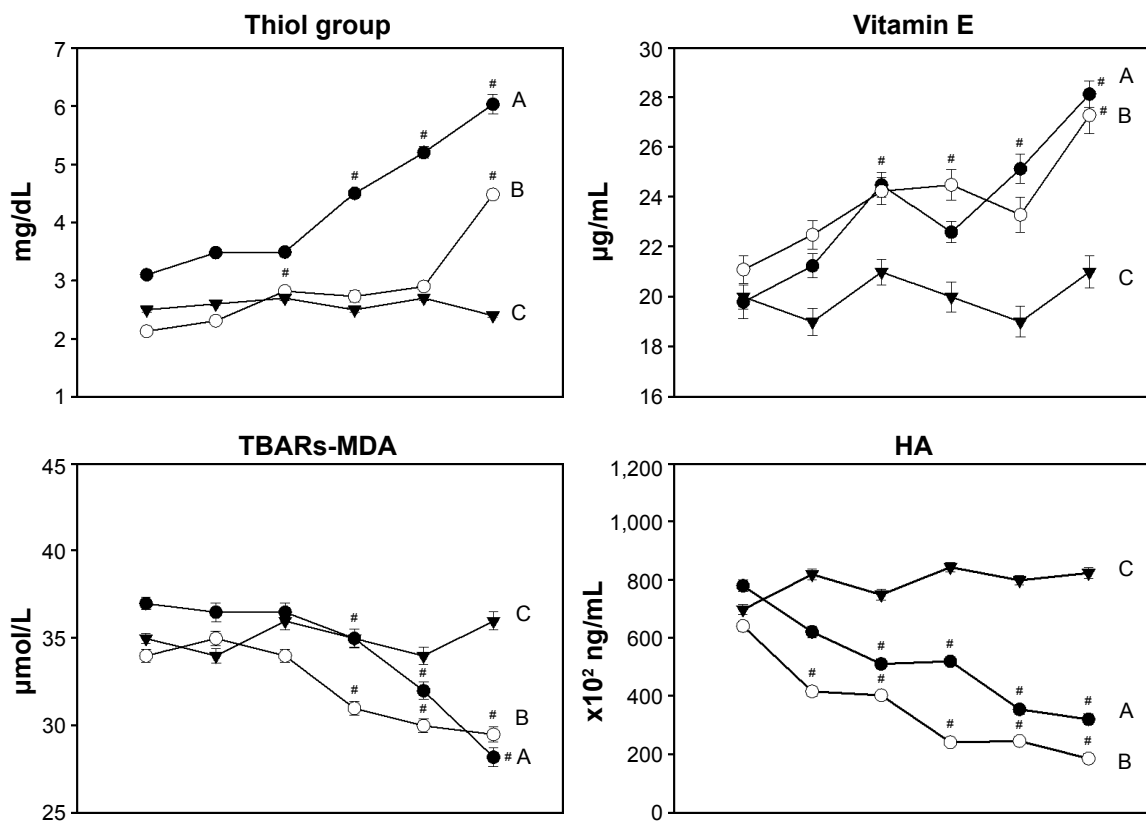 Thiol group
mg/dL
7
6
5
4
3
2
1
#
#
#
#
#
A
B
C
Vitamin E
µg/mL
30
28
26
24
22
20
18
16
#
#
#
#
#
A
B
C
TBARs-MDA
µmol/L
45
40
35
30
25
#
#
#
#
#
#
C
B
A
HA
x10² ng/mL
1,200
1,000
800
600
400
200
0
#
#
#
#
#
#
#
#
#
C
A
B